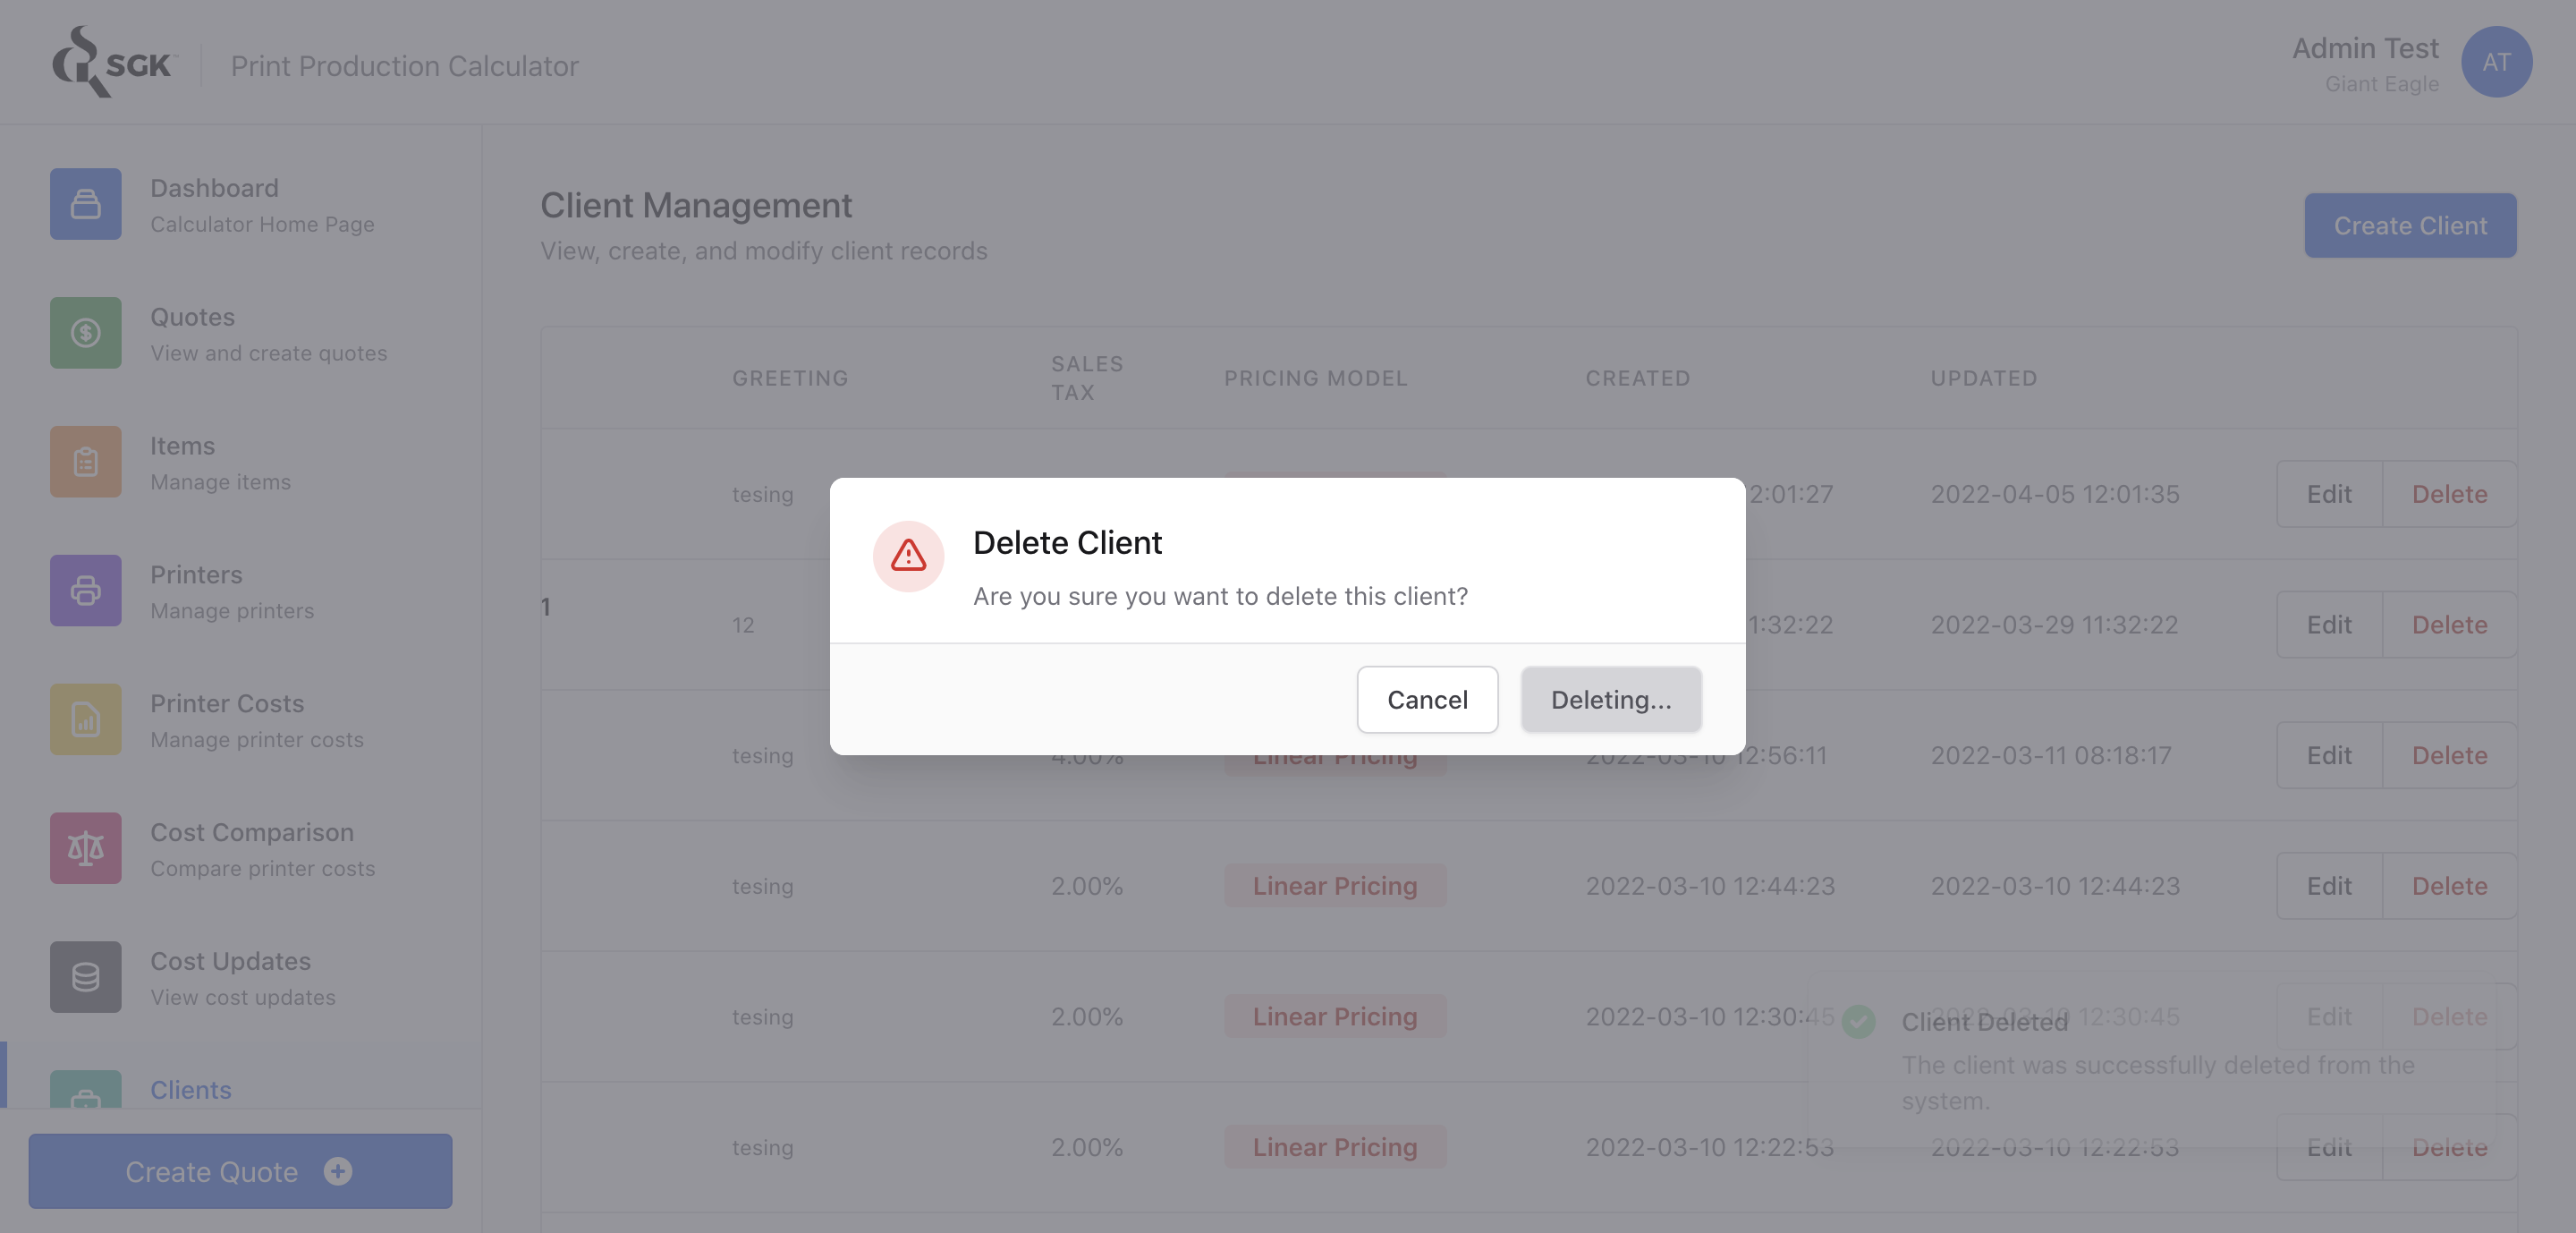 SGK
Print Production Calculator
Admin Test
Giant Eagle
AT
Dashboard
Calculator Home Page
Quotes
View and create quotes
Items
Manage items
Printers
Manage printers
Printer Costs
Manage printer costs
Cost Comparison
Compare printer costs
Cost Updates
View cost updates
Clients
Create Quote
Client Management
View, create, and modify client records
Create Client
GREETING
SALES
TAX
PRICING MODEL
CREATED
UPDATED
tesing
2:01:27
2022-04-05 12:01:35
Edit
Delete
1
12
1:32:22
2022-03-29 11:32:22
Edit
Delete
Delete Client
Are you sure you want to delete this client?
Cancel
Deleting...
tesing
4.00%
Linear Pricing
2022-03-10 12:56:11
2022-03-11 08:18:17
Edit
Delete
tesing
2.00%
Linear Pricing
2022-03-10 12:44:23
2022-03-10 12:44:23
Edit
Delete
tesing
2.00%
Linear Pricing
2022-03-10 12:30:45
2022-03-10 12:30:45
Edit
Delete
Client Deleted
The client was successfully deleted from the
system.
tesing
2.00%
Linear Pricing
2022-03-10 12:22:53
2022-03-10 12:22:53
Edit
Delete